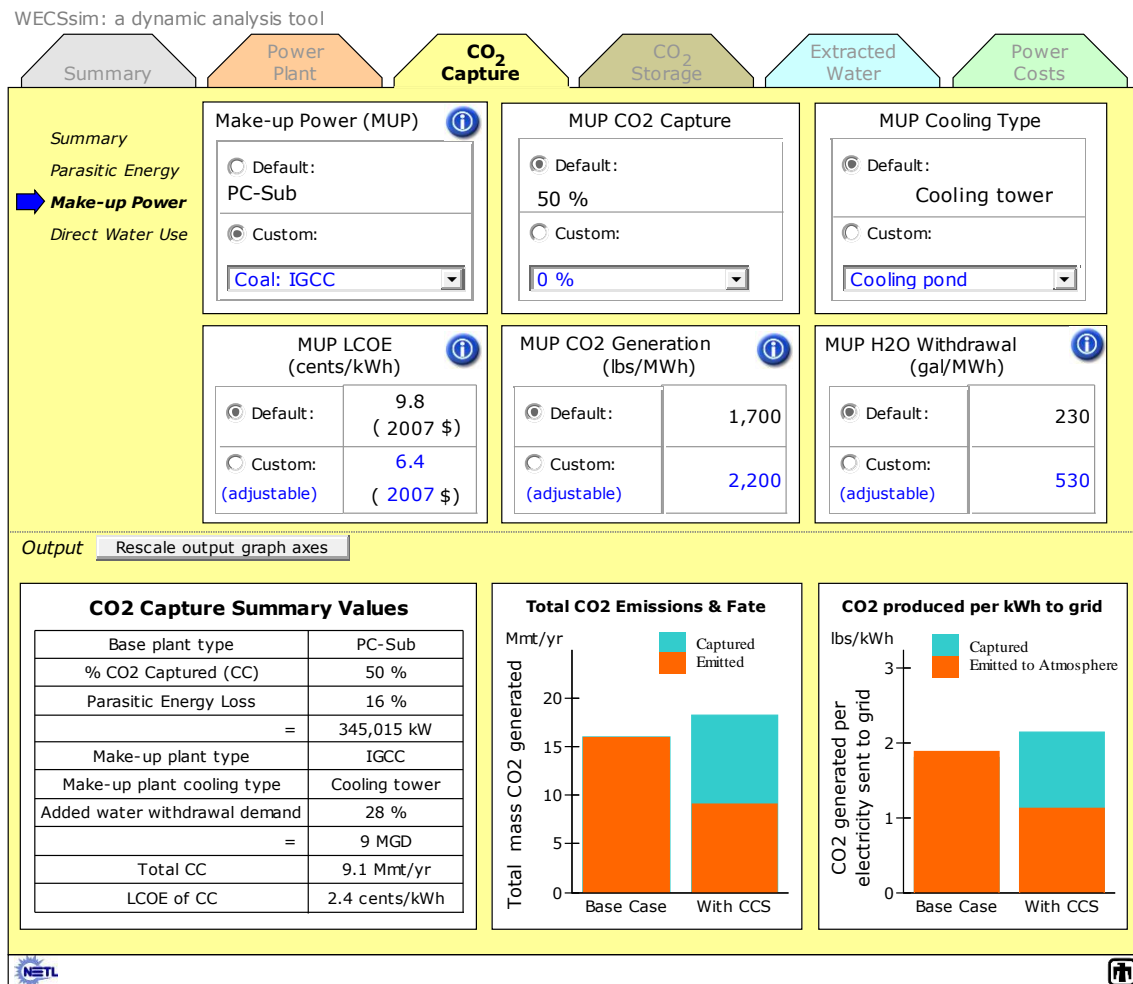 WECSsim: a dynamic analysis tool
Summary
Power
Plant
CO2
Capture
CO2
Storage
Extracted
Water
Power
Costs
Summary
Parasitic Energy
Make-up Power
Direct Water Use
Make-up Power (MUP)
Default:
PC-Sub
Custom:
Coal: IGCC
MUP CO2 Capture
Default:
50 %
Custom:
0 %
MUP Cooling Type
Default:
Cooling tower
Custom:
Cooling pond
MUP LCOE
(cents/kWh)
Default:
9.8
( 2007 $)
Custom:
(adjustable)
6.4
( 2007 $)
MUP CO2 Generation
(lbs/MWh)
Default:
1,700
Custom:
(adjustable)
2,200
MUP H2O Withdrawal
(gal/MWh)
Default:
230
Custom:
(adjustable)
530
Output
Rescale output graph axes
CO2 Capture Summary Values
Base plant type PC-Sub
% CO2 Captured (CC) 50 %
Parasitic Energy Loss 16 %
= 345,015 kW
Make-up plant type IGCC
Make-up plant cooling type Cooling tower
Added water withdrawal demand 28 %
= 9 MGD
Total CC 9.1 Mmt/yr
LCOE of CC 2.4 cents/kWh
Total CO2 Emissions & Fate
Mmt/yr
Captured
Emitted
Total mass CO2 generated
20
15
10
5
0
Base Case With CCS
CO2 produced per kWh to grid
lbs/kWh
Captured
Emitted to Atmosphere
CO2 generated per
electricity sent to grid
3
2
1
0
Base Case With CCS
NETL